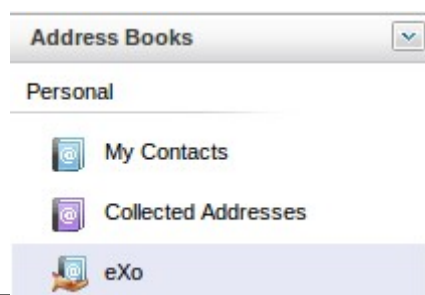 Address Books
Personal
My Contacts
Collected Addresses
eXo